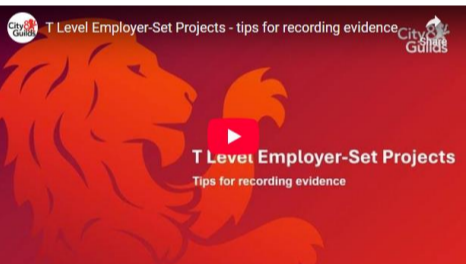 City&
Guilds
T Level Employer-Set Projects - tips for recording evidence
City&
Guilds
Share
T Level Employer-Set Projects
Tips for recording evidence